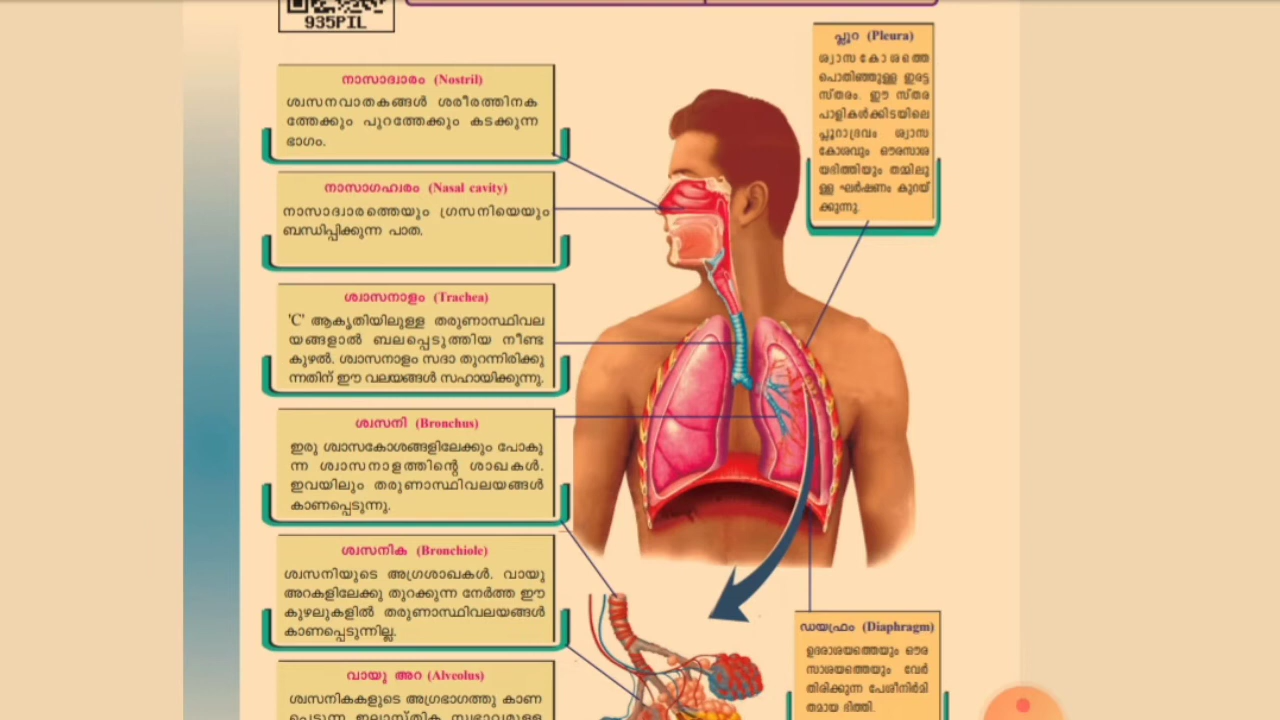 935PIL
നാസാദ്വാരം (Nostril)
ശ്വസനവാതകങ്ങൾ ശരീരത്തിനക
ത്തേക്കും പുറത്തേക്കും കടക്കുന്ന
ഭാഗം.
നാസാഗഹ്വരം (Nasal cavity)
നാസാദ്വാരത്തെയും ഗ്രസനിയെയും
ബന്ധിപ്പിക്കുന്ന പാത.
ശ്വാസനാളം (Trachea)
'C' ആകൃതിയിലുള്ള തരുണാസ്ഥിവല
യങ്ങളാൽ ബലപ്പെടുത്തിയ നീണ്ട
കുഴൽ. ശ്വാസനാളം സദാ തുറന്നിരിക്കു
ന്നതിന് ഈ വലയങ്ങൾ സഹായിക്കുന്നു.
ശ്വസനി (Bronchus)
ഇരു ശ്വാസകോശങ്ങളിലേക്കും പോകു
ന്ന ശ്വാസനാളത്തിന്റെ ശാഖകൾ.
ഇവയിലും തരുണാസ്ഥിവലയങ്ങൾ
കാണപ്പെടുന്നു.
ശ്വസനിക (Bronchiole)
ശ്വസനിയുടെ അഗ്രശാഖകൾ. വായു
അറകളിലേക്കു തുറക്കുന്ന നേർത്ത ഈ
കുഴലുകളിൽ തരുണാസ്ഥിവലയങ്ങൾ
കാണപ്പെടുന്നില്ല.
വായു അറ (Alveolus)
ശ്വസനികകളുടെ അഗ്രഭാഗത്തു കാണ
പ്പെടുന്ന ഇലാസ്തിക സ്വഭാവമുള്ള
പ്ലൂറ (Pleura)
ശ്വാസകോശത്തെ
പൊതിഞ്ഞുള്ള ഇരട്ട
സ്തരം. ഈ സ്തര
പാളികൾക്കിടയിലെ
പ്ലൂറാദ്രവം ശ്വാസ
കോശവും ഔരസാശ
യഭിത്തിയും തമ്മിലു
ള്ള ഘർഷണം കുറയ്
ക്കുന്നു.
ഡയഫ്രം (Diaphragm)
ഉദരാശയത്തെയും ഔര
സാശയത്തെയും വേർ
തിരിക്കുന്ന പേശീനിർമി
തമായ ഭിത്തി.